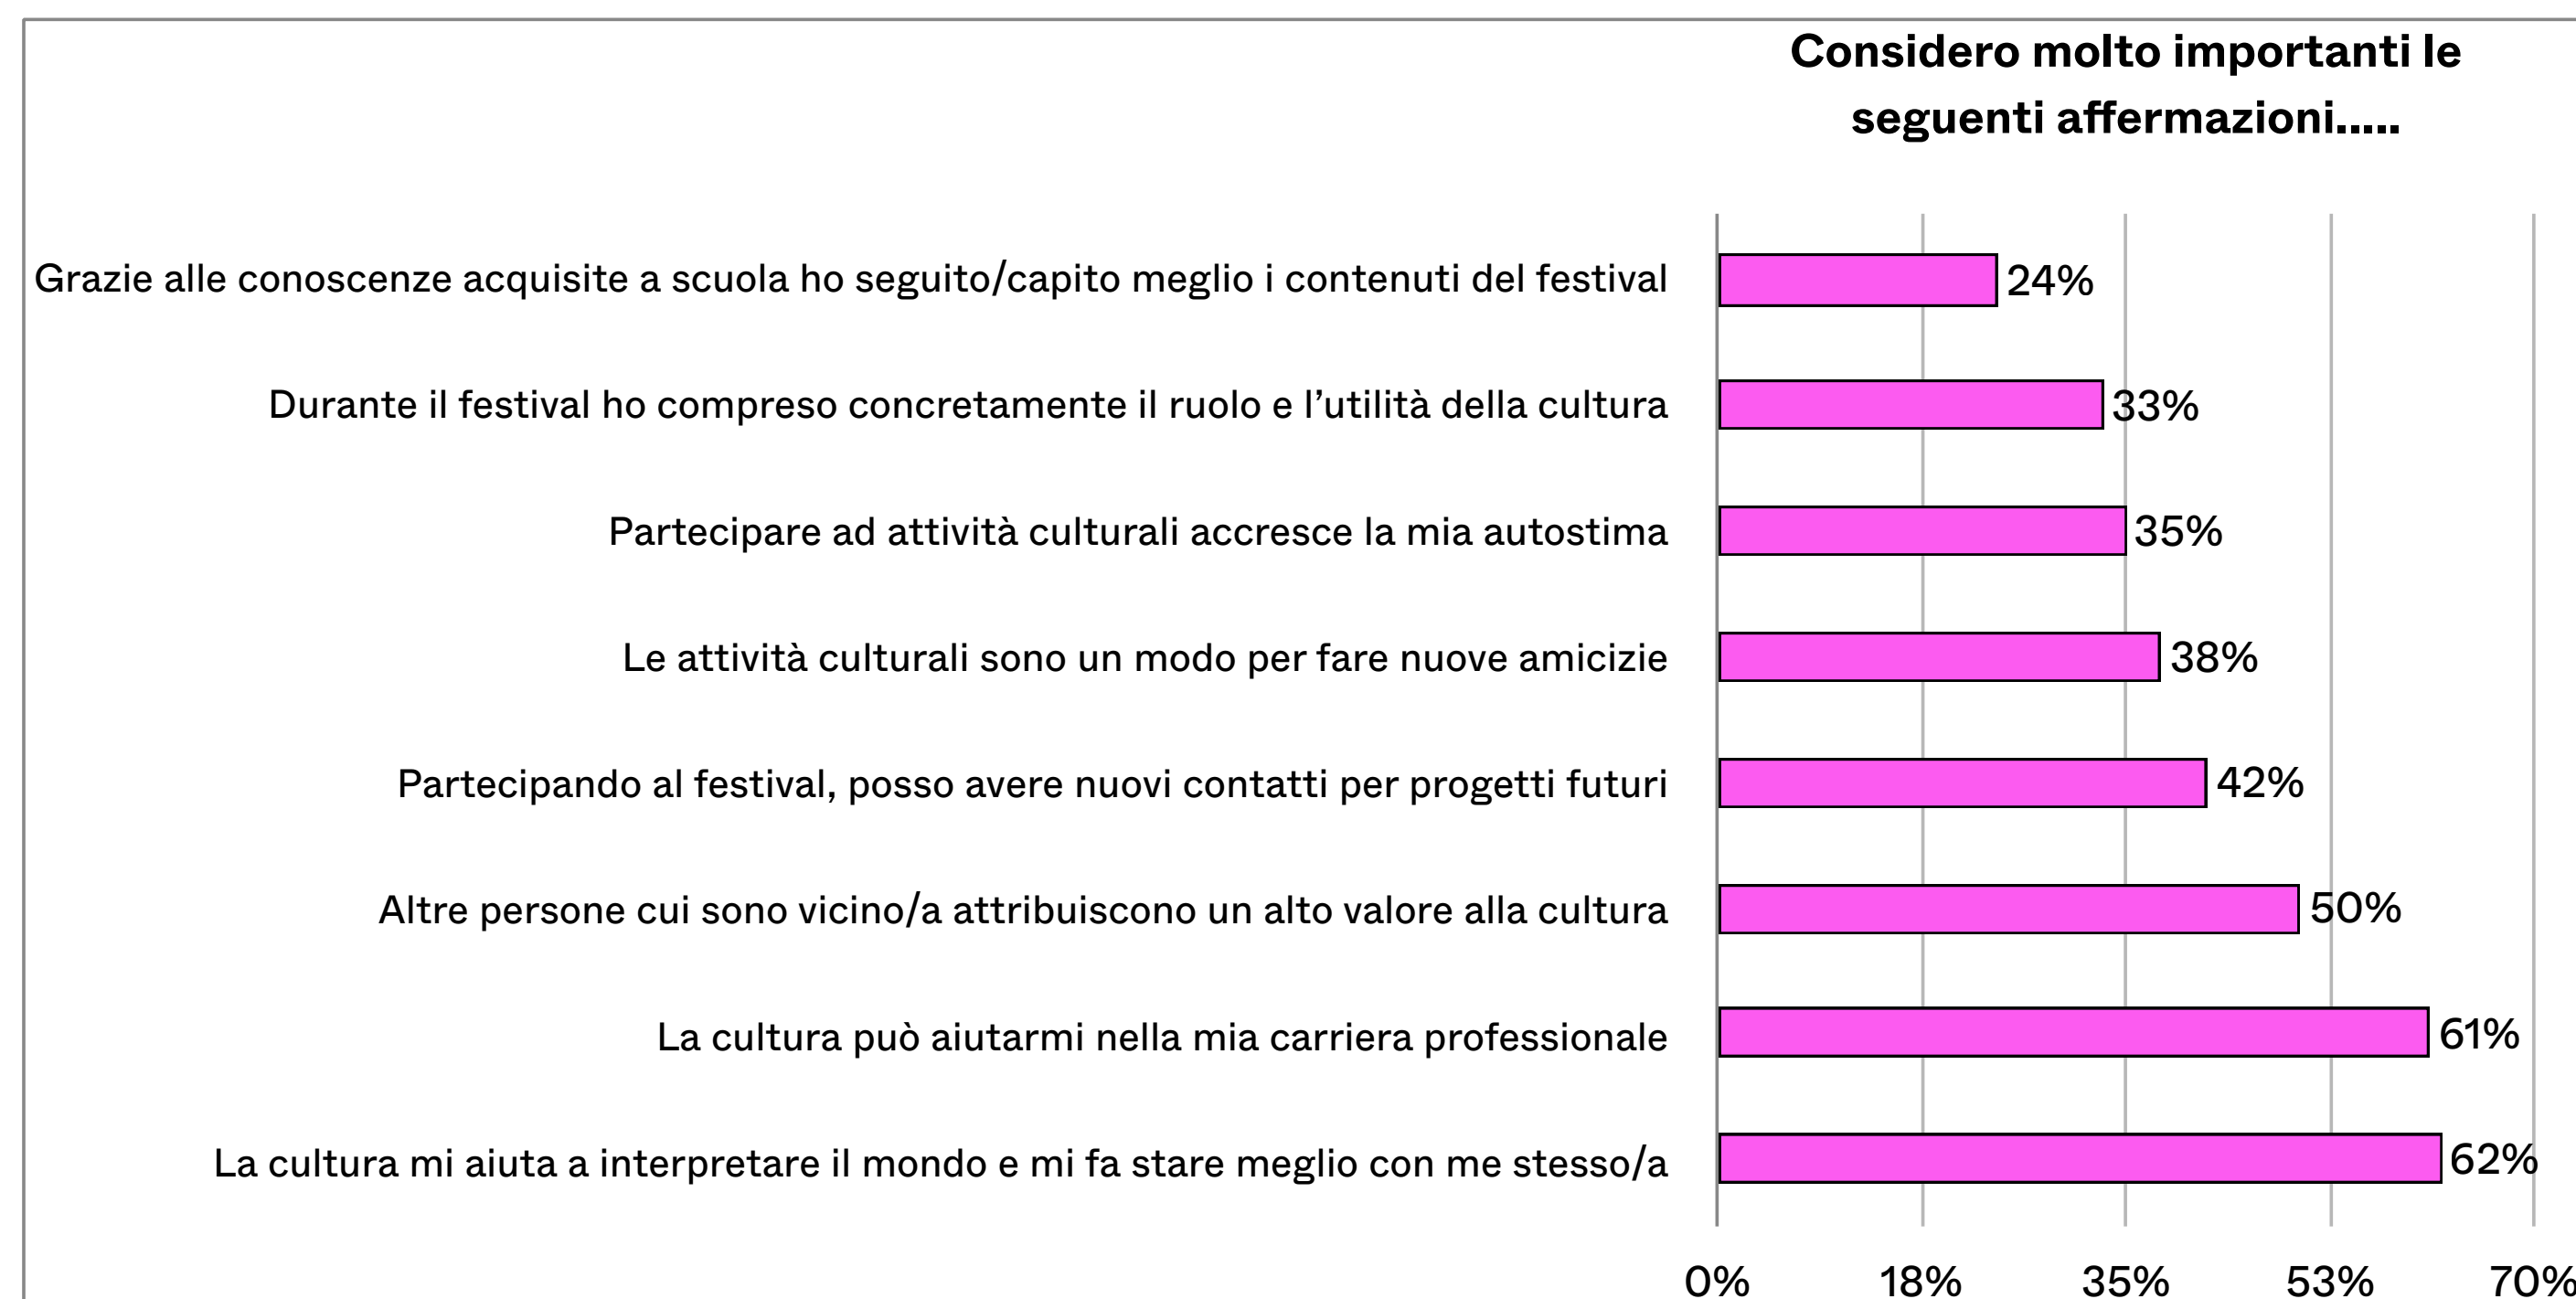 Considero molto importanti le
seguenti affermazioni.....
Grazie alle conoscenze acquisite a scuola ho seguito/capito meglio i contenuti del festival 24%
Durante il festival ho compreso concretamente il ruolo e l’utilità della cultura 33%
Partecipare ad attività culturali accresce la mia autostima 35%
Le attività culturali sono un modo per fare nuove amicizie 38%
Partecipando al festival, posso avere nuovi contatti per progetti futuri 42%
Altre persone cui sono vicino/a attribuiscono un alto valore alla cultura 50%
La cultura può aiutarmi nella mia carriera professionale 61%
La cultura mi aiuta a interpretare il mondo e mi fa stare meglio con me stesso/a 62%
0% 18% 35% 53% 70%